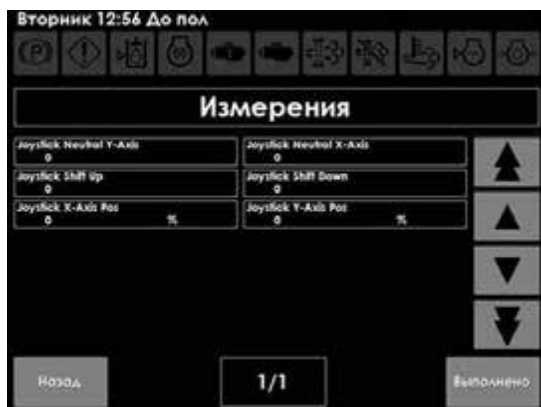 Вторник 12:56 До пол
Измерения
Joystick Neutral Y-Axis
0
Joystick Neutral X-Axis
0
Joystick Shift Up
0
Joystick Shift Down
0
Joystick X-Axis Pos
0 %
Joystick Y-Axis Pos
0 %
Назад
1/1
Выполнено